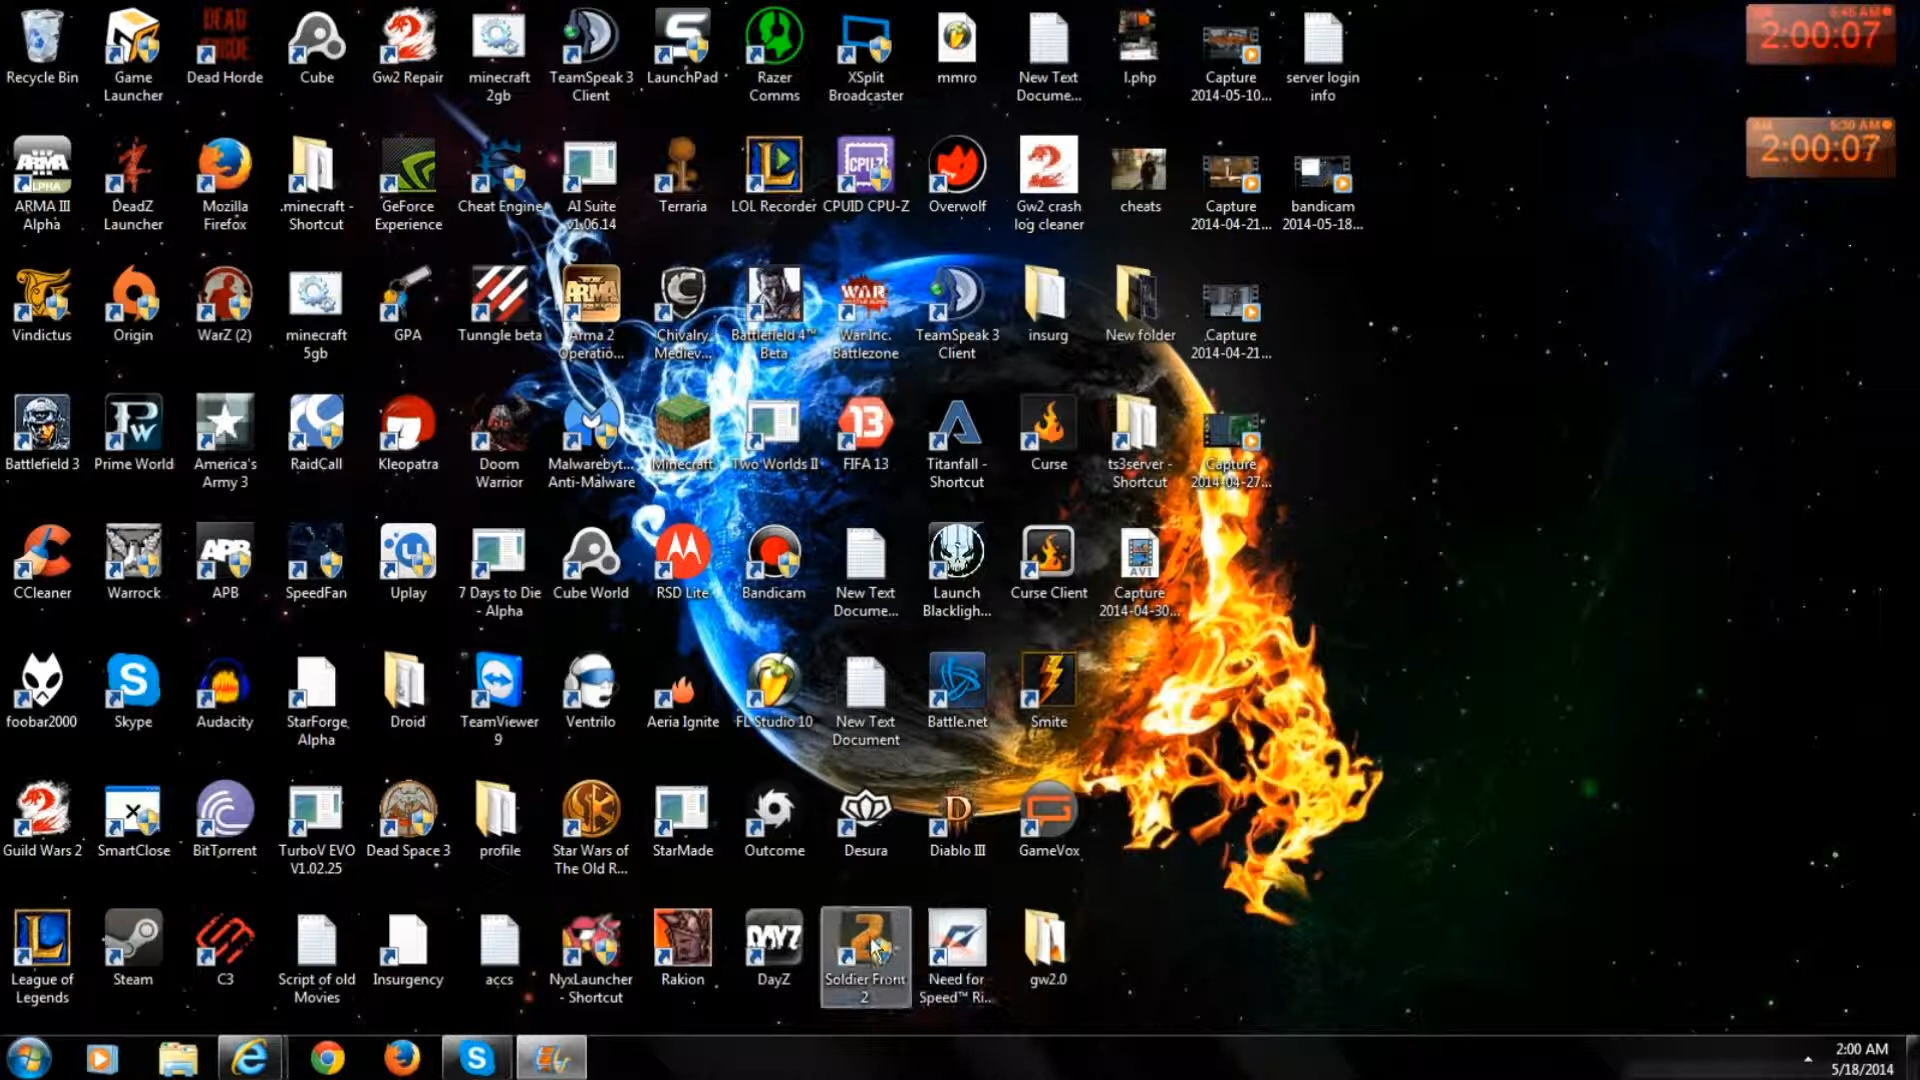 Recycle Bin
Game
Launcher
Dead Horde
Cube
Gw2 Repair
minecraft
2gb
TeamSpeak 3
Client
LaunchPad
Razer
Comms
XSplit
Broadcaster
mmro
New Text
Docume...
l.php
Capture
2014-05-10...
server login
info
2:00:07
ARMA III
Alpha
DeadZ
Launcher
Mozilla
Firefox
.minecraft -
Shortcut
GeForce
Experience
Cheat Engine
AI Suite
v1.06.14
Terraria
LOL Recorder
CPUID CPU-Z
Overwolf
Gw2 crash
log cleaner
cheats
Capture
2014-04-21...
bandicam
2014-05-18...
5:30 AM
2:00:07
Vindictus
Origin
WarZ (2)
minecraft
5gb
GPA
Tunngle beta
Arma 2
Operatio...
Chivalry
Mediev...
Battlefield 4™
Beta
War Inc.
Battlezone
TeamSpeak 3
Client
insurg
New folder
Capture
2014-04-21...
Battlefield 3
Prime World
America's
Army 3
RaidCall
Kleopatra
Doom
Warrior
Malwarebyt...
Anti-Malware
Minecraft
Two Worlds II
FIFA 13
Titanfall -
Shortcut
Curse
ts3server -
Shortcut
Capture
2014-04-27...
CCleaner
Warrock
APB
SpeedFan
Uplay
7 Days to Die
- Alpha
Cube World
RSD Lite
Bandicam
New Text
Docume...
Launch
Blackligh...
Curse Client
Capture
2014-04-30...
foobar2000
Skype
Audacity
StarForge
Alpha
Droid
TeamViewer
9
Ventrilo
Aeria Ignite
FL Studio 10
New Text
Document
Battle.net
Smite
Guild Wars 2
SmartClose
BitTorrent
TurboV EVO
V1.02.25
Dead Space 3
profile
Star Wars of
The Old R...
StarMade
Outcome
Desura
Diablo III
GameVox
League of
Legends
Steam
C3
Script of old
Movies
Insurgency
accs
NyxLauncher
- Shortcut
Rakion
DayZ
Soldier Front
2
Need for
Speed™ Ri...
gw2.0
2:00 AM
5/18/2014